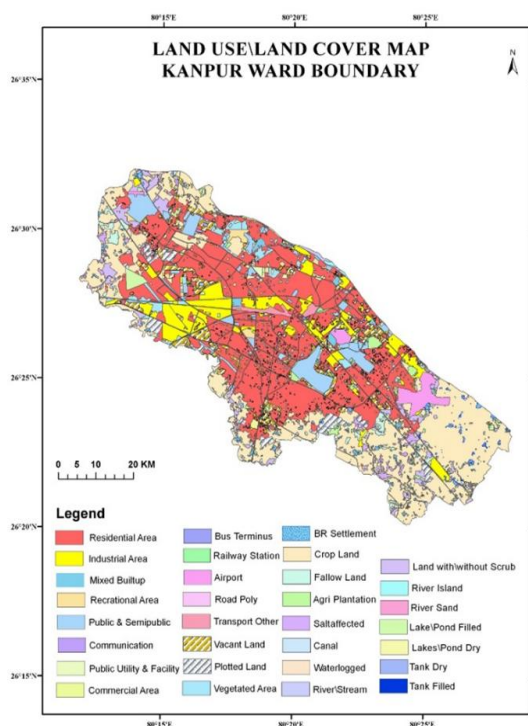 80°15'E 80°20'E 80°25'E
LAND USE\LAND COVER MAP
KANPUR WARD BOUNDARY
N
26°35'N
26°30'N
26°25'N
26°20'N
26°15'N
0 5 10 20 KM
Legend
Residential Area
Industrial Area
Mixed Builtup
Recrational Area
Public & Semipublic
Communication
Public Utility & Facility
Commercial Area
Bus Terminus
Railway Station
Airport
Road Poly
Transport Other
Vacant Land
Plotted Land
Vegetated Area
BR Settlement
Crop Land
Fallow Land
Agri Plantation
Saltaffected
Canal
Waterlogged
River\Stream
Land with\without Scrub
River Island
River Sand
Lake\Pond Filled
Lakes\Pond Dry
Tank Dry
Tank Filled
80°15'E 80°20'E 80°25'E